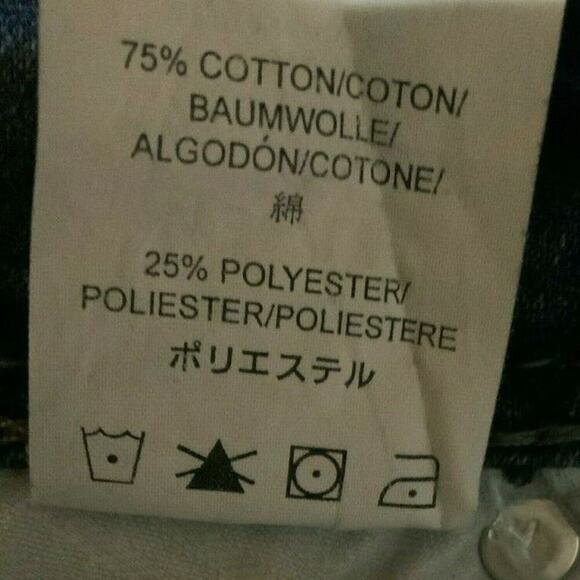 75% COTTON/COTON/
BAUMWOLLE/
ALGODÓN/COTONE/
綿
25% POLYESTER/
POLIESTER/POLIESTERE
ポリエステル